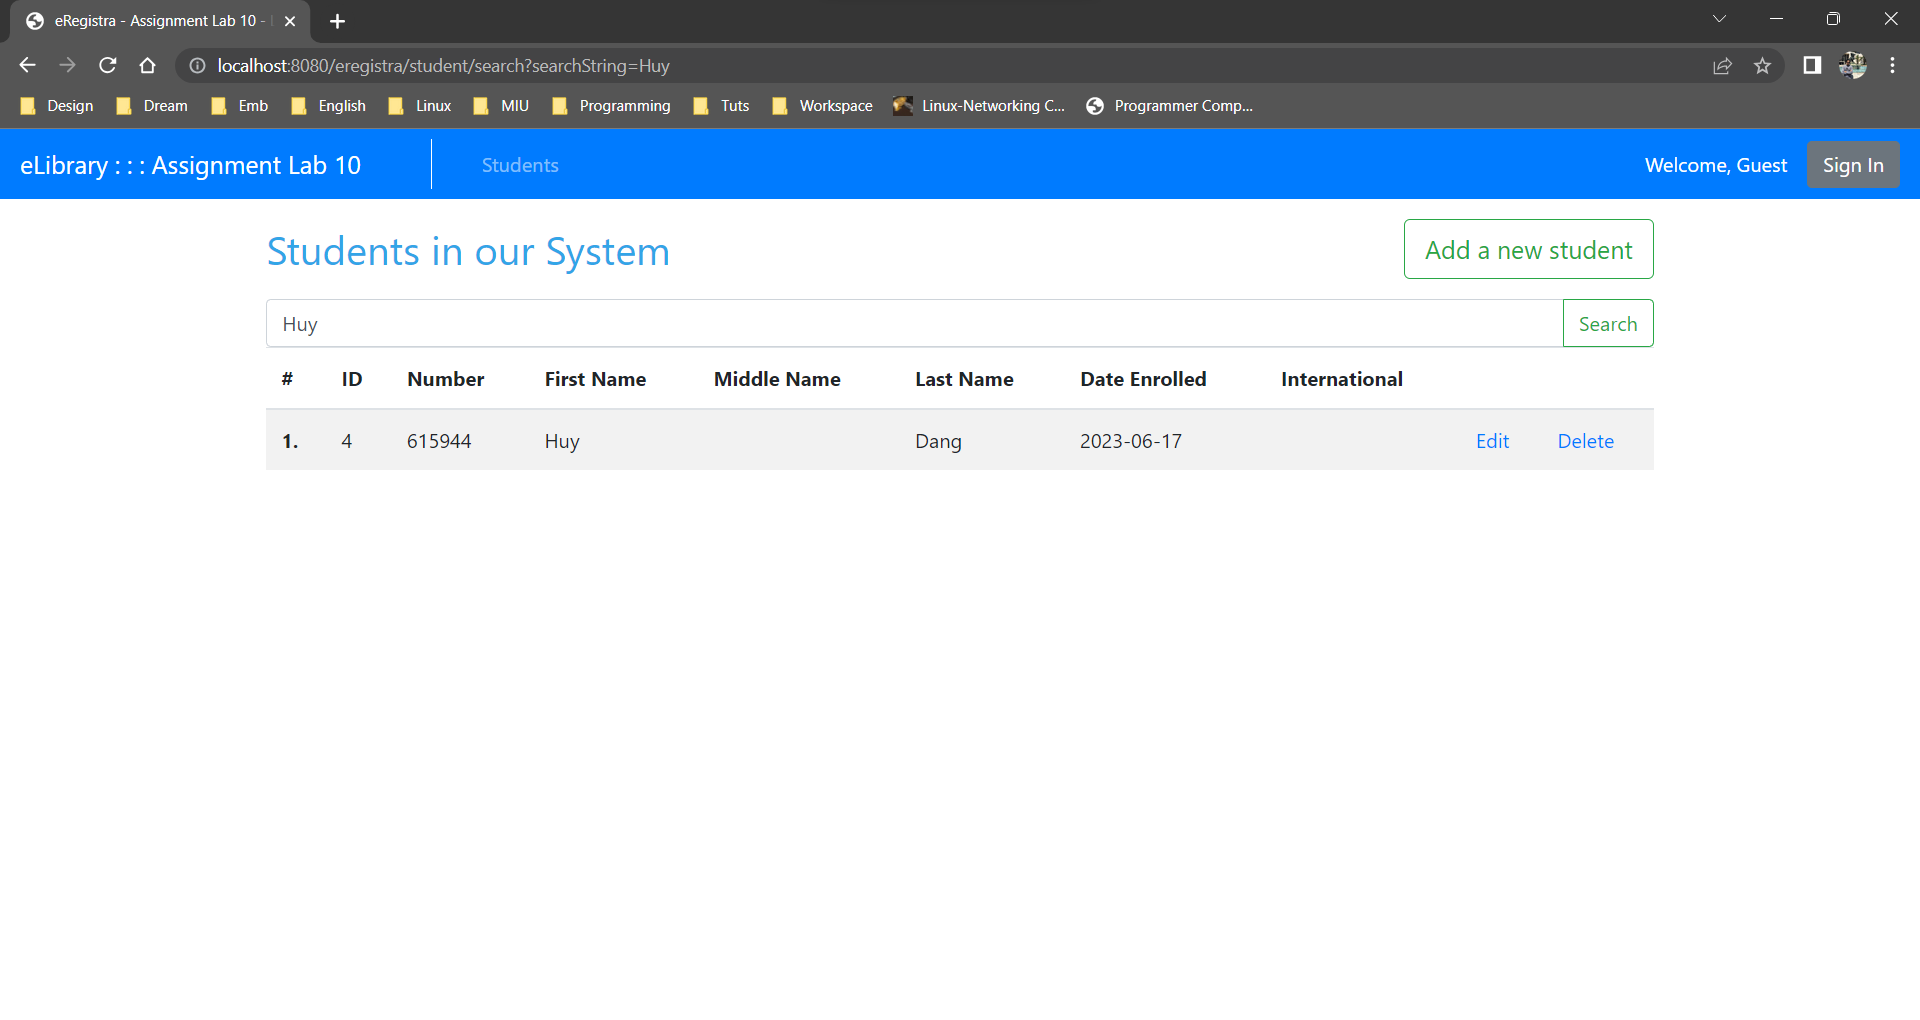 eRegistra - Assignment Lab 10 -
localhost:8080/eregistra/student/search?searchString=Huy
Design Dream Emb English Linux MIU Programming Tuts Workspace Linux-Networking C... Programmer Comp...
eLibrary : : : Assignment Lab 10 Students Welcome, Guest Sign In
Students in our System Add a new student
Huy Search
# ID Number First Name Middle Name Last Name Date Enrolled International
1. 4 615944 Huy Dang 2023-06-17 Edit Delete